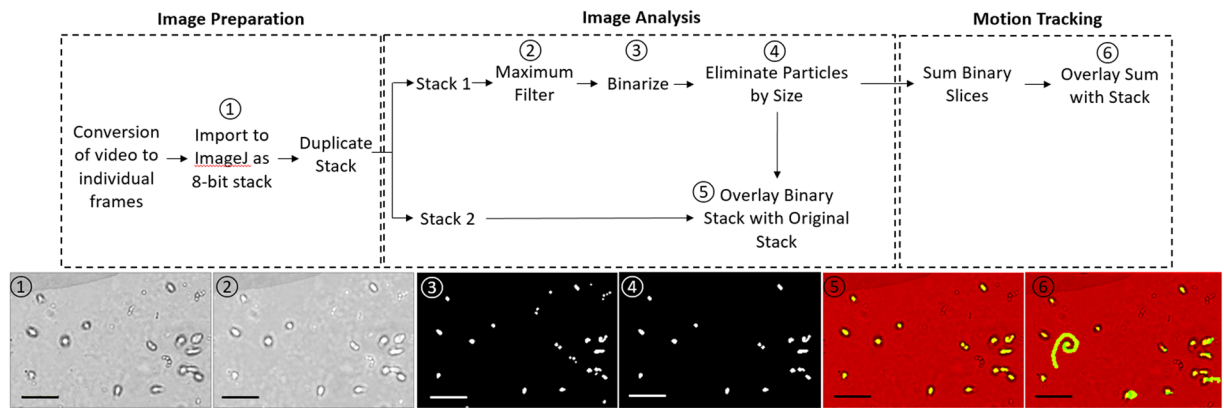 Image Preparation
Image Analysis
Motion Tracking
Conversion
of video to
individual
frames
①
Import to
ImageJ as
8-bit stack
Duplicate
Stack
Stack 1
②
Maximum
Filter
③
Binarize
④
Eliminate Particles
by Size
Stack 2
⑤ Overlay Binary
Stack with Original
Stack
Sum Binary
Slices
⑥
Overlay Sum
with Stack
①
②
③
④
⑤
⑥